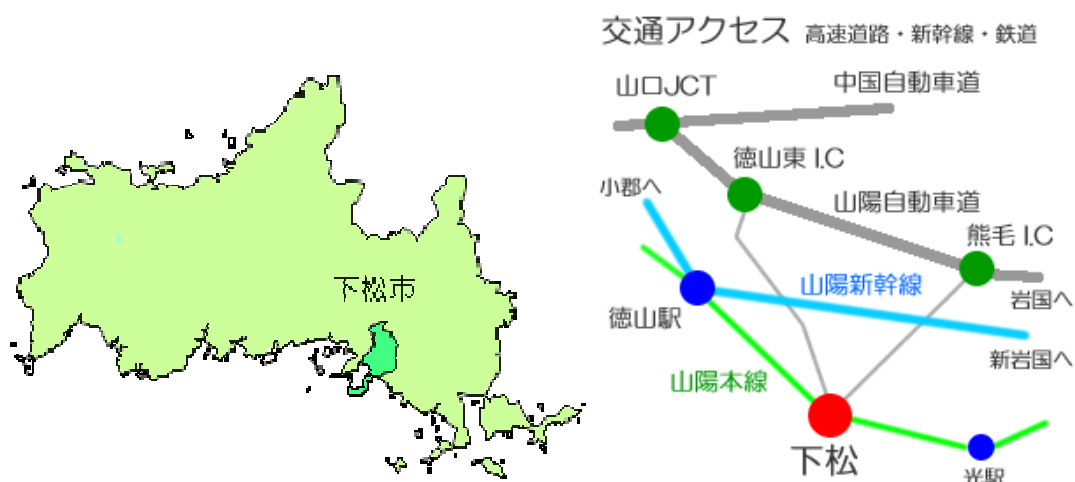 交通アクセス 高速道路・新幹線・鉄道
山口JCT
中国自動車道
徳山東 I.C
小郡へ
山陽自動車道
熊毛 I.C
下松市
山陽新幹線
岩国へ
徳山駅
新岩国へ
山陽本線
下松
光駅